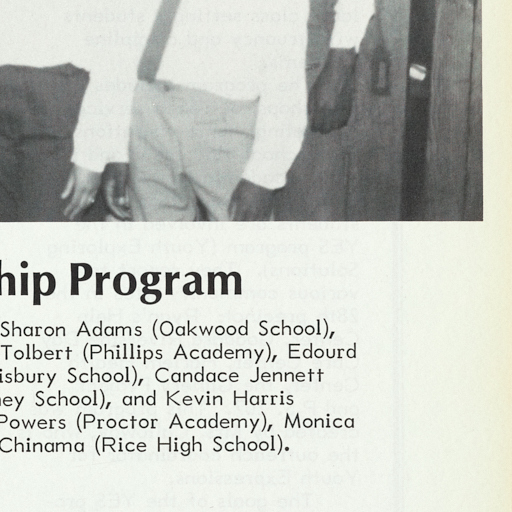 hip Program
Sharon Adams (Oakwood School),
Tolbert (Phillips Academy), Edourd
isbury School), Candace Jennett
ney School), and Kevin Harris
Powers (Proctor Academy), Monica
Chinama (Rice High School).